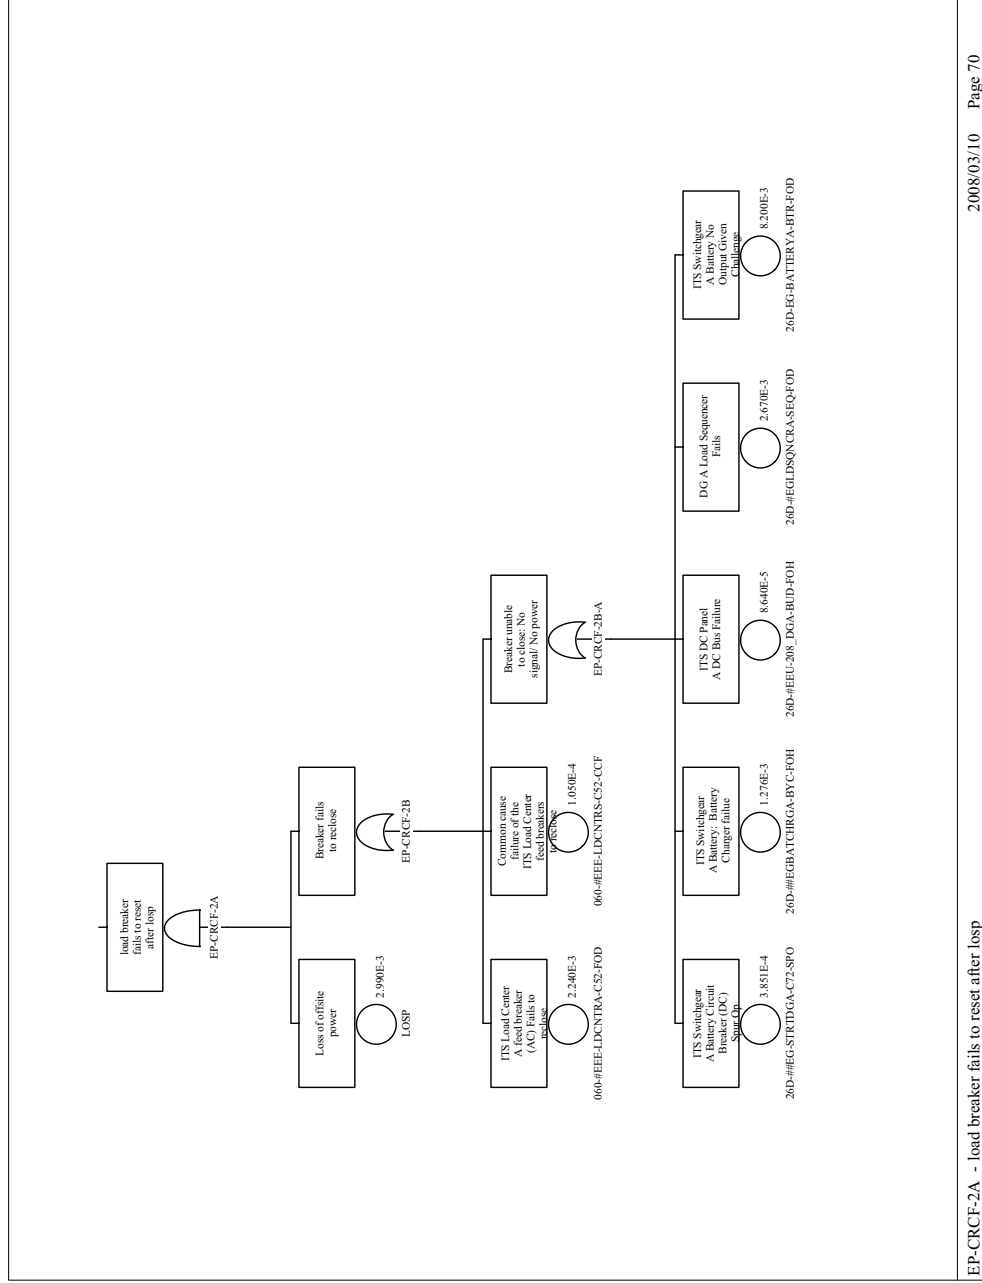 load breaker
fails to reset
after losp
EP-CRCF-2A
Loss of offsite
power
2.990E-3
LOSP
Breaker fails
to reclose
EP-CRCF-2B
ITS Load Center
A feed breaker
(AC) Fails to
reclose
2.240E-3
060-#EEE-LDCNTRA-C52-FOD
Common cause
failure of the
ITS Load Center
feed breakers
to reclose
1.050E-4
060-#EEE-LDCNTRS-C52-CCF
Breaker unable
to close: No
signal/ No power
EP-CRCF-2B-A
ITS Switchgear
A Battery Circuit
Breaker (DC)
Spur Op
3.851E-4
26D-##EG-STRTDGA-C72-SPO
ITS Switchgear
A Battery: Battery
Charger failue
1.276E-3
26D-##EGBATCHRGA-BYC-FOH
ITS DC Panel
A DC Bus Failure
8.640E-5
26D-#EEU-208_DGA-BUD-FOH
DG A Load Sequencer
Fails
2.670E-3
26D-#EGLDSQNCRA-SEQ-FOD
ITS Switchgear
A Battery No
Output Given
Challenge
8.200E-3
26D-EG-BATTERYA-BTR-FOD
EP-CRCF-2A - load breaker fails to reset after losp
2008/03/10 Page 70